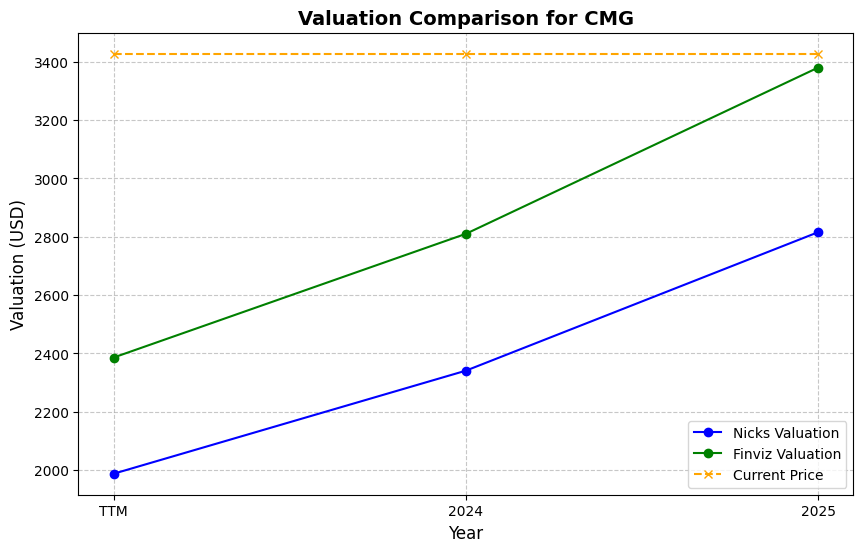 Valuation Comparison for CMG
Valuation (USD)
3400
3200
3000
2800
2600
2400
2200
2000
Nicks Valuation
Finviz Valuation
Current Price
TTM
2024
2025
Year